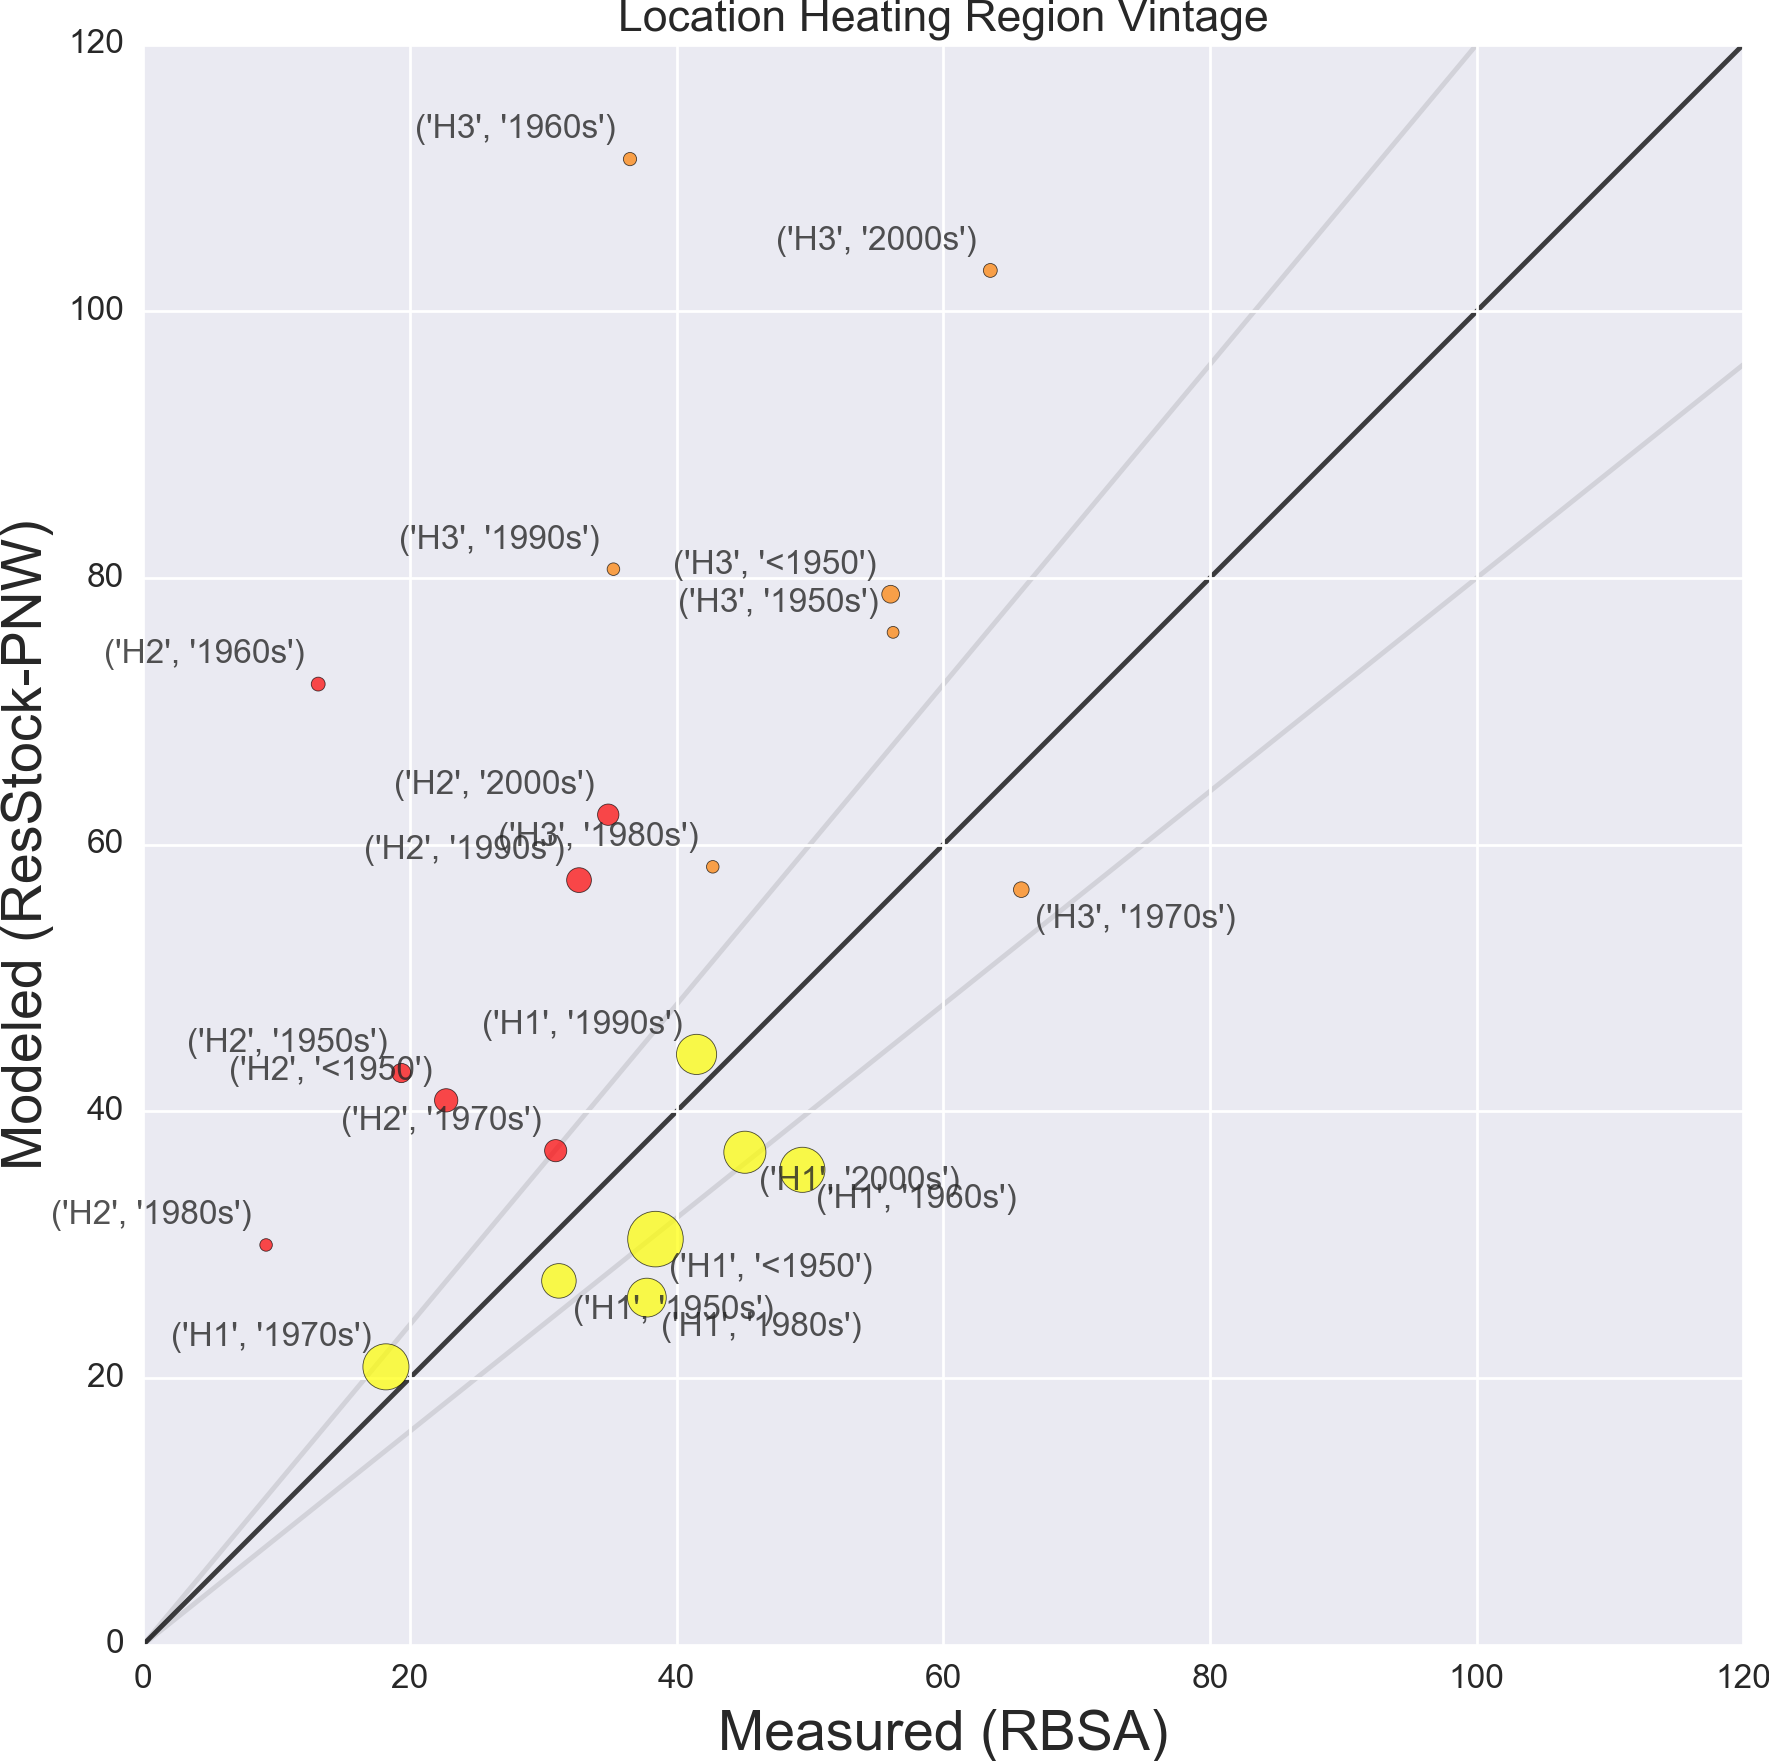 Location Heating Region Vintage
120
('H3', '1960s')
('H3', '2000s')
100
('H3', '1990s')
('H3', '<1950')
80
('H3', '1950s')
('H2', '1960s')
('H2', '2000s')
('H3', '1980s')
60
('H2', '1990s')
('H3', '1970s')
('H1', '1990s')
('H2', '1950s')
('H2', '<1950')
40
('H2', '1970s')
('H1', '2000s')
('H1', '1960s')
('H2', '1980s')
('H1', '<1950')
('H1', '1950s')
('H1', '1980s')
('H1', '1970s')
20
0
Modeled (ResStock-PNW)
0 20 40 60 80 100 120
Measured (RBSA)